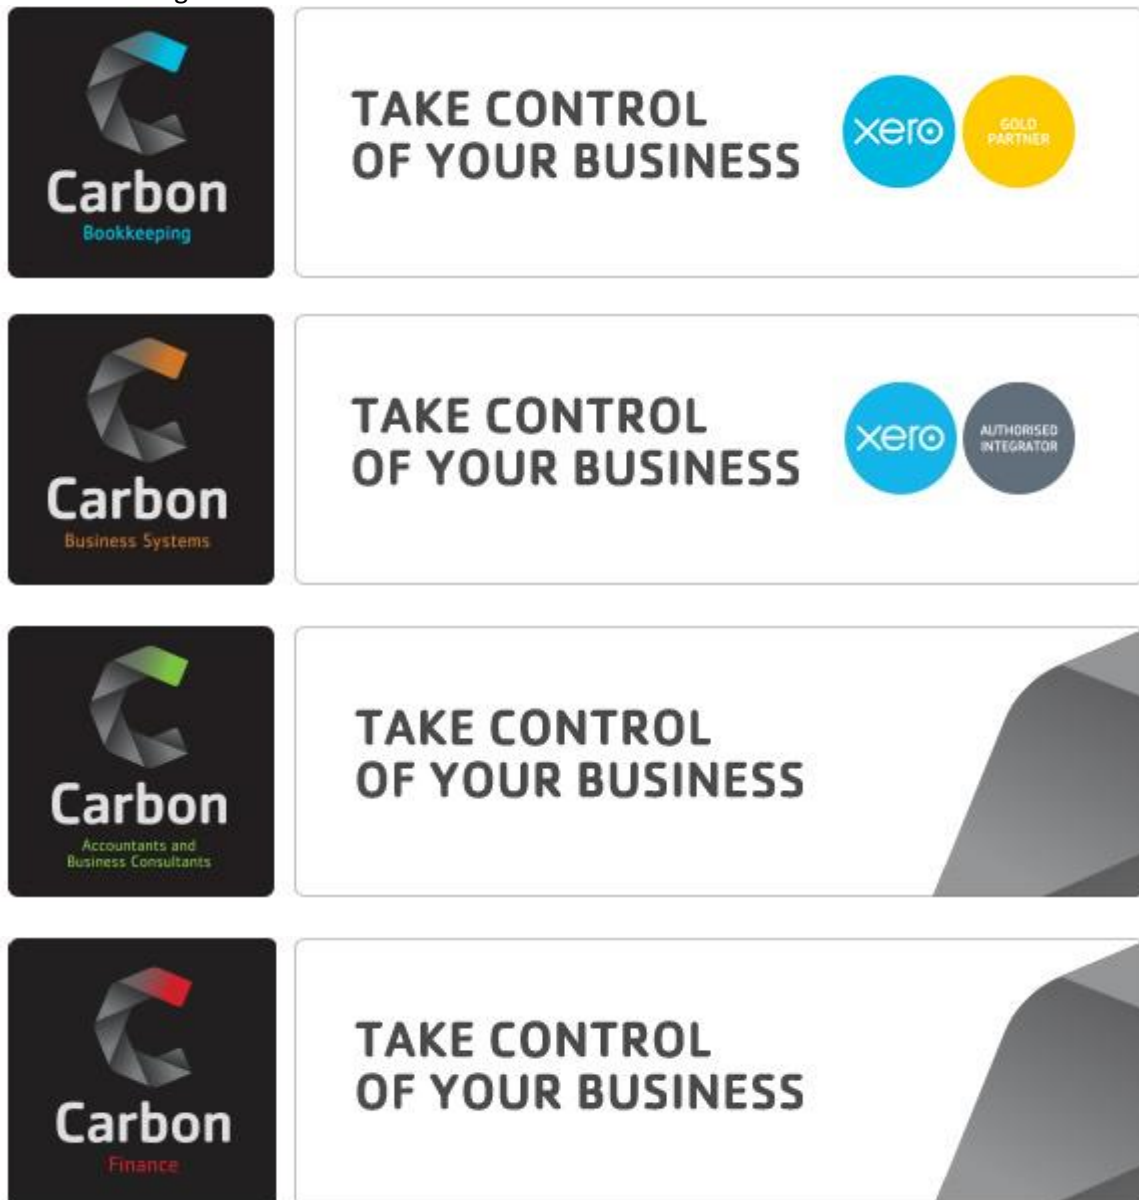 Carbon
Bookkeeping
TAKE CONTROL
OF YOUR BUSINESS
xero
GOLD
PARTNER
Carbon
Business Systems
TAKE CONTROL
OF YOUR BUSINESS
xero
AUTHORISED
INTEGRATOR
Carbon
Accountants and
Business Consultants
TAKE CONTROL
OF YOUR BUSINESS
Carbon
Finance
TAKE CONTROL
OF YOUR BUSINESS